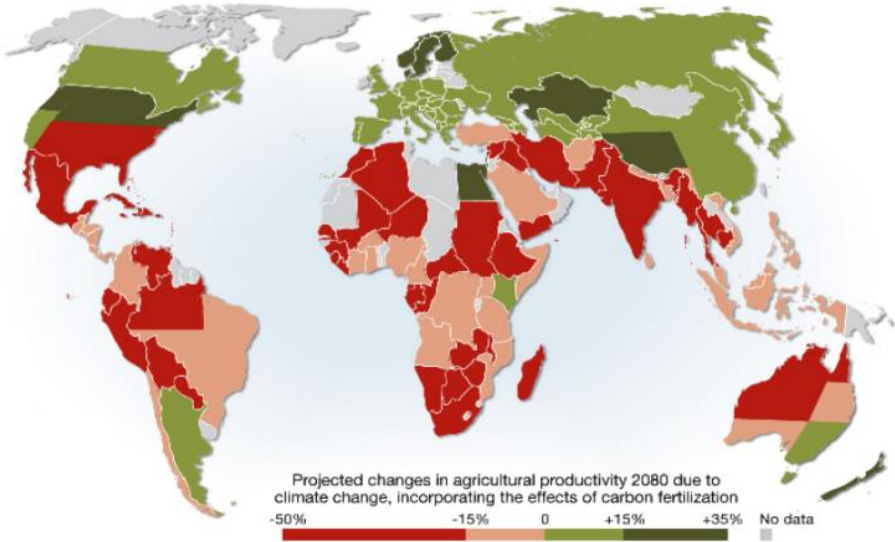 Projected changes in agricultural productivity 2080 due to
climate change, incorporating the effects of carbon fertilization
-50% -15% 0 +15% +35% No data